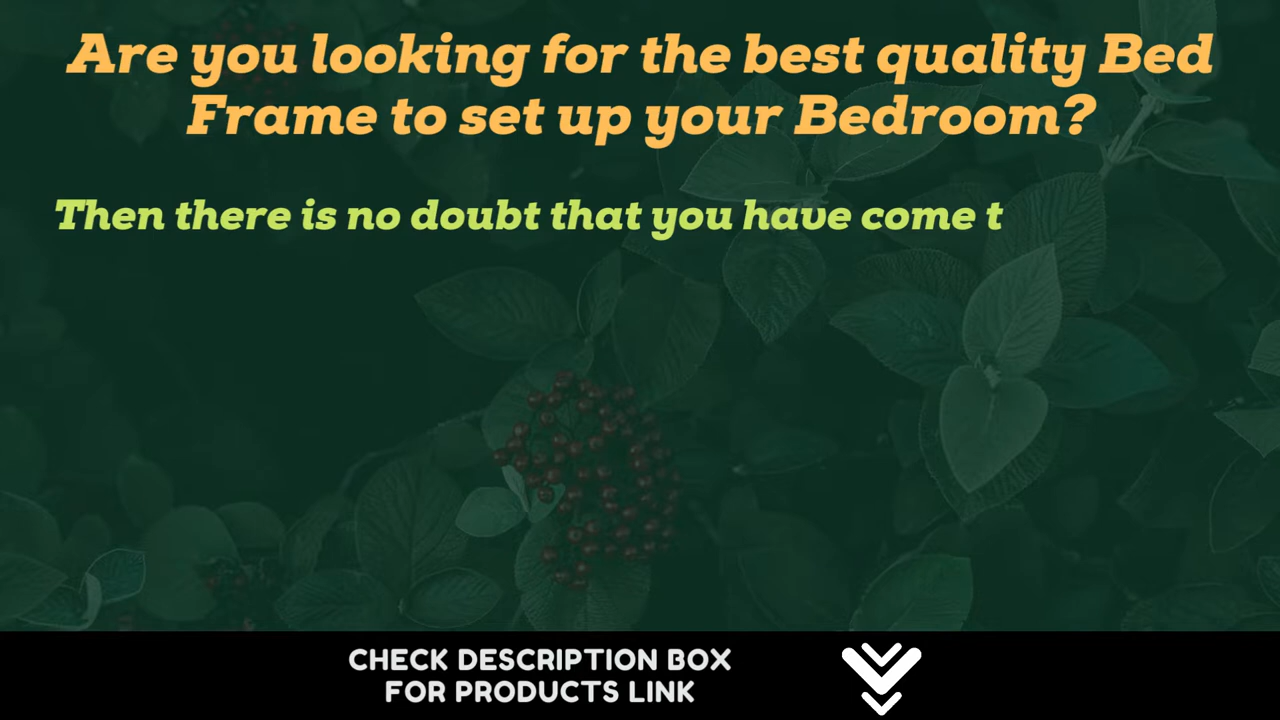 Are you looking for the best quality Bed
Frame to set up your Bedroom?
Then there is no doubt that you have come t
CHECK DESCRIPTION BOX
FOR PRODUCTS LINK